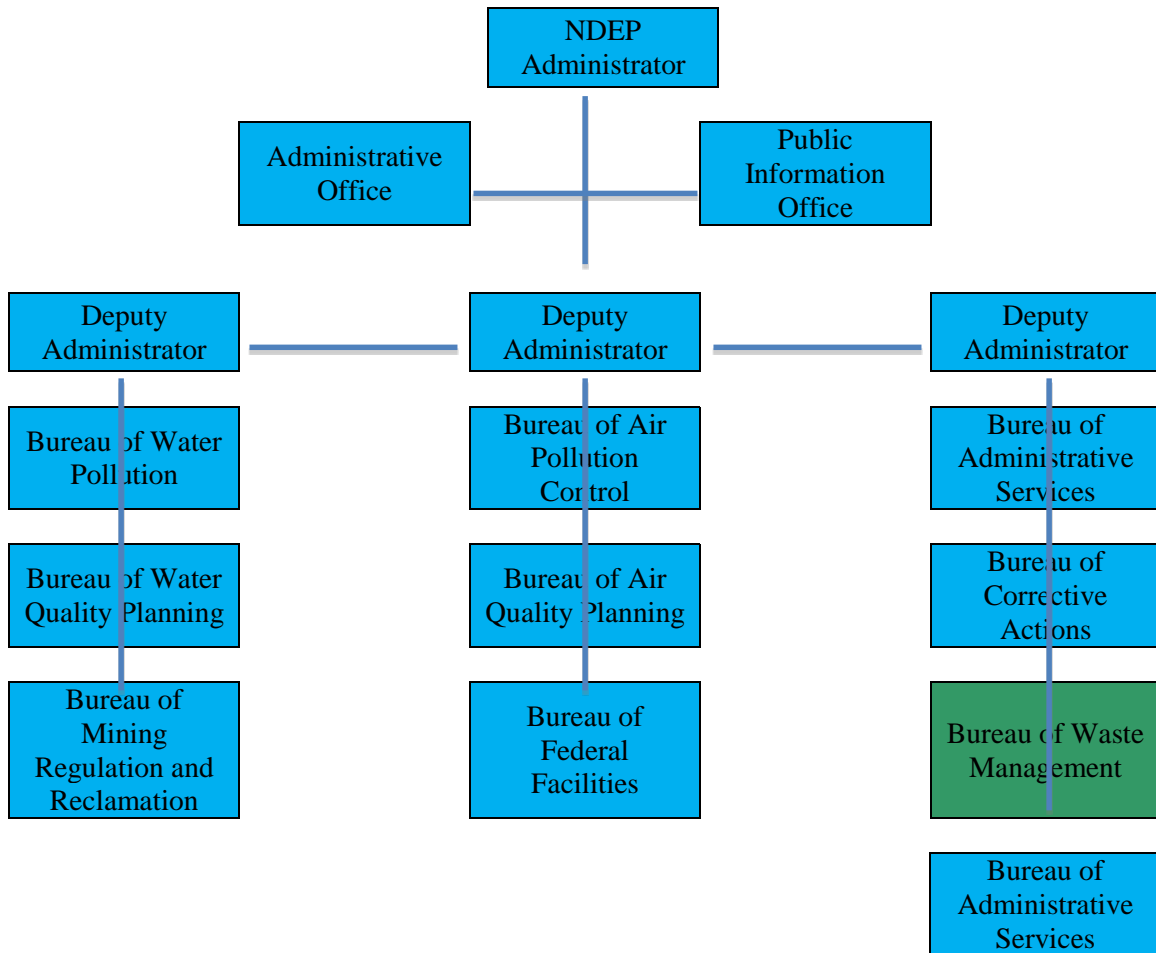 NDEP
Administrator
Administrative
Office
Public
Information
Office
Deputy
Administrator
Deputy
Administrator
Deputy
Administrator
Bureau of Water
Pollution
Bureau of Air
Pollution
Control
Bureau of
Administrative
Services
Bureau of Water
Quality Planning
Bureau of Air
Quality Planning
Bureau of
Corrective
Actions
Bureau of
Mining
Regulation and
Reclamation
Bureau of
Federal
Facilities
Bureau of Waste
Management
Bureau of
Administrative
Services